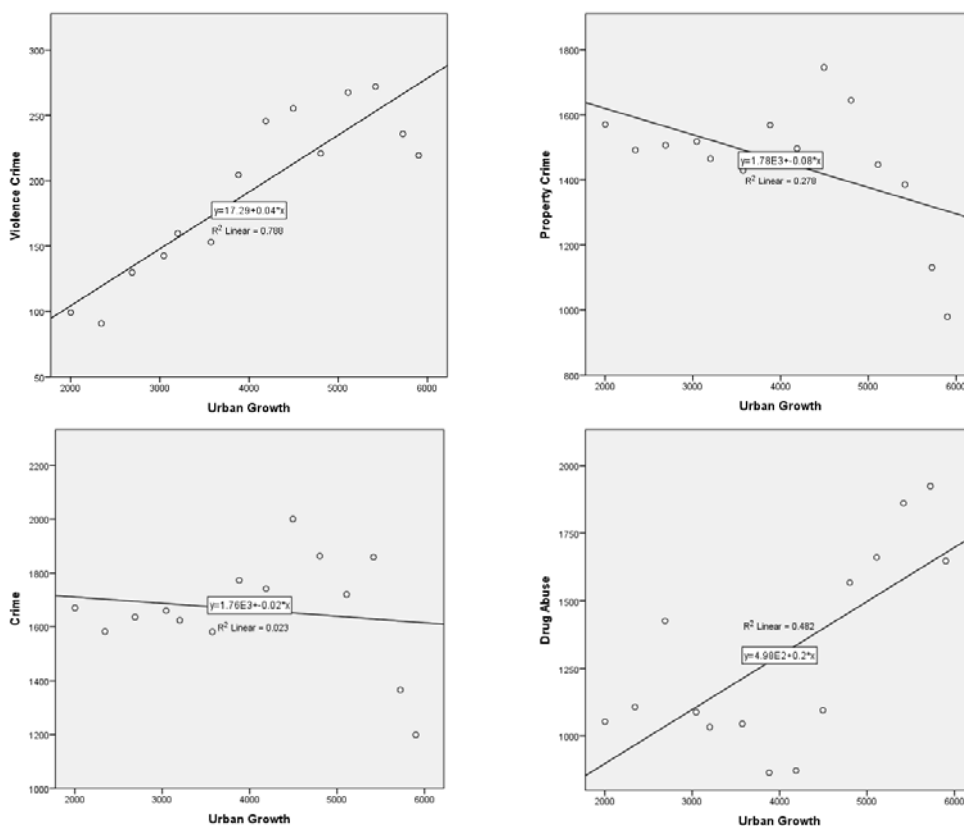 300
250
200
150
100
50
Violence Crime
y=17.29+0.04*x
R² Linear = 0.788
2000 3000 4000 5000 6000
Urban Growth
1800
1600
1400
1200
1000
800
Property Crime
y=1.78E3+-0.08*x
R² Linear = 0.278
2000 3000 4000 5000 6000
Urban Growth
2200
2000
1800
1600
1400
1200
1000
Crime
y=1.76E3+-0.02*x
R² Linear = 0.023
2000 3000 4000 5000 6000
Urban Growth
2000
1750
1500
1250
1000
Drug Abuse
R² Linear = 0.482
y=4.98E2+0.2*x
2000 3000 4000 5000 6000
Urban Growth